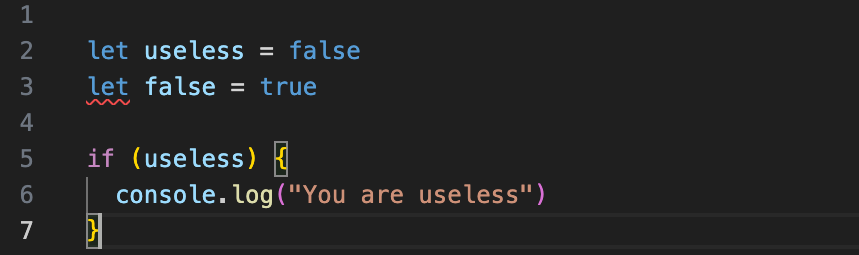 1
2 let useless = false
3 let false = true
4
5 if (useless) {
6   console.log("You are useless")
7 }